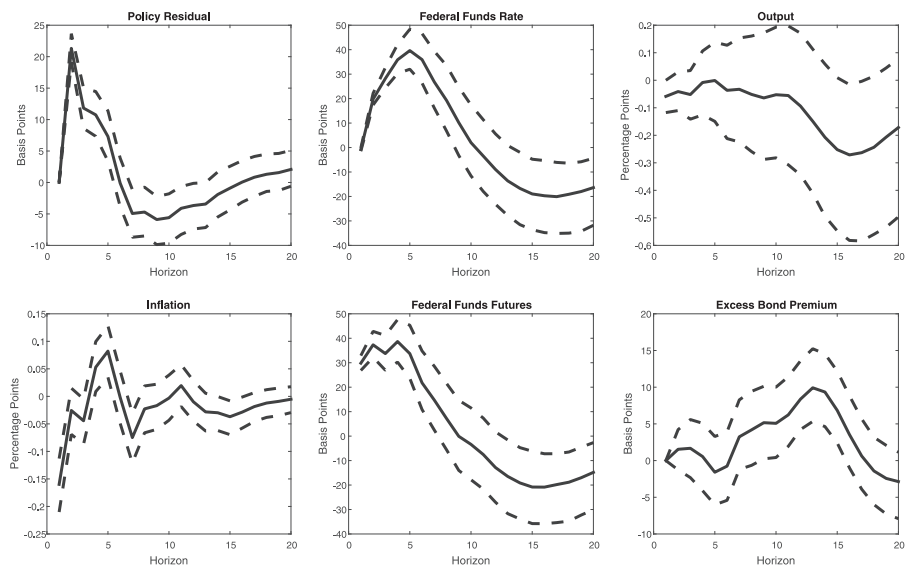 Policy Residual
Federal Funds Rate
Output
25
20
15
10
5
0
-5
-10
Basis Points
0 5 10 15 20
Horizon
50
40
30
20
10
0
-10
-20
-30
-40
Basis Points
0 5 10 15 20
Horizon
0.2
0.1
0
-0.1
-0.2
-0.3
-0.4
-0.5
-0.6
Percentage Points
0 5 10 15 20
Horizon
Inflation
Federal Funds Futures
Excess Bond Premium
0.15
0.1
0.05
0
-0.05
-0.1
-0.15
-0.2
-0.25
Percentage Points
0 5 10 15 20
Horizon
50
40
30
20
10
0
-10
-20
-30
-40
Basis Points
0 5 10 15 20
Horizon
20
15
10
5
0
-5
-10
Basis Points
0 5 10 15 20
Horizon